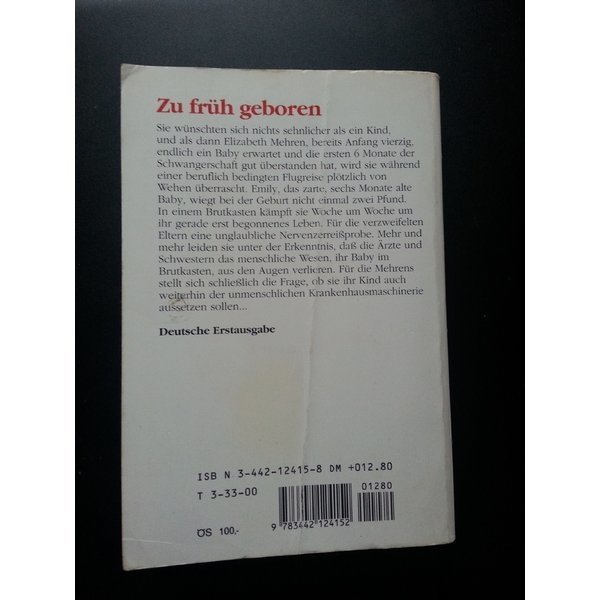 Zu früh geboren
Sie wünschten sich nichts sehnlicher als ein Kind,
und als dann Elizabeth Mehren, bereits Anfang vierzig,
endlich ein Baby erwartet und die ersten 6 Monate der
Schwangerschaft gut überstanden hat, wird sie während
einer beruflich bedingten Flugreise plötzlich von
Wehen überrascht. Emily, das zarte, sechs Monate alte
Baby, wiegt bei der Geburt nicht einmal zwei Pfund.
In einem Brutkasten kämpft sie Woche um Woche um
ihr gerade erst begonnenes Leben. Für die verzweifelten
Eltern eine unglaubliche Nervenzerreißprobe. Mehr und
mehr leiden sie unter der Erkenntnis, daß die Ärzte und
Schwestern das menschliche Wesen, ihr Baby im
Brutkasten, aus den Augen verlieren. Für die Mehrens
stellt sich schließlich die Frage, ob sie ihr Kind auch
weiterhin der unmenschlichen Krankenhausmaschinerie
aussetzen sollen...
Deutsche Erstausgabe
ISB N 3-442-12415-8 DM +012.80
T 3-33-00 01280
ÖS 100,- 9 783442 124152